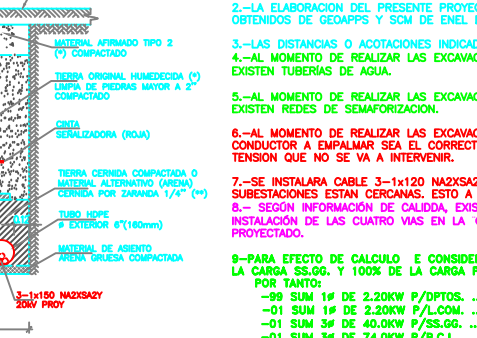 MATERIAL AFIRMADO TIPO 2
(*) COMPACTADO
TIERRA ORIGINAL HUMEDECIDA (*)
LIMPIA DE PIEDRAS MAYOR A 2"
COMPACTADO
CINTA
SEÑALIZADORA (ROJA)
TIERRA CERNIDA COMPACTADA O
MATERIAL ALTERNATIVO (ARENA)
CERNIDA POR ZARANDA 1/4" (**)
TUBO HDPE
ø EXTERIOR 6"(160mm)
MATERIAL DE ASIENTO
ARENA GRUESA COMPACTADA
3-1x150 NA2XSA2Y
20kV PROY
2.-LA ELABORACION DEL PRESENTE PROYE
OBTENIDOS DE GEOAPPS Y SCM DE ENEL
3.-LAS DISTANCIAS O ACOTACIONES INDICAD
4.-AL MOMENTO DE REALIZAR LAS EXCAVAC
EXISTEN TUBERÍAS DE AGUA.
5.-AL MOMENTO DE REALIZAR LAS EXCAVAC
EXISTEN REDES DE SEMAFORIZACION.
6.-AL MOMENTO DE REALIZAR LAS EXCAVAC
CONDUCTOR A EMPALMAR SEA EL CORRECT
TENSION QUE NO SE VA A INTERVENIR.
7.-SE INSTALARA CABLE 3-1x120 NA2XSA2
SUBESTACIONES ESTAN CERCANAS. ESTO A
8.- SEGÚN INFORMACIÓN DE CALIDDA, EXIS
INSTALACIÓN DE LAS CUATRO VIAS EN LA
PROYECTADO.
9-PARA EFECTO DE CALCULO E CONSIDE
LA CARGA SS.GG. Y 100% DE LA CARGA
POR TANTO:
-99 SUM 1ø DE 2.20KW P/DPTOS. ..
-01 SUM 1ø DE 2.20KW P/L.COM. ..
-01 SUM 3ø DE 40.0KW P/SS.GG. ..
-01 SUM 3ø DE 74.0KW P/B.C.I.